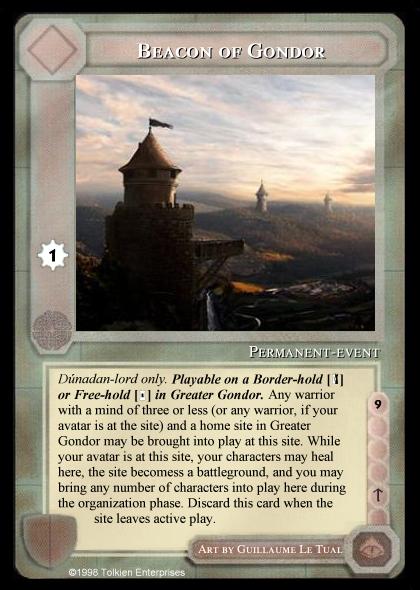 BEACON OF GONDOR
1
PERMANENT-EVENT
Dúnadan-lord only. Playable on a Border-hold []
or Free-hold [] in Greater Gondor. Any warrior
with a mind of three or less (or any warrior, if your
avatar is at the site) and a home site in Greater
Gondor may be brought into play at this site. While
your avatar is at this site, your characters may heal
here, the site becomess a battleground, and you may
bring any number of characters into play here during
the organization phase. Discard this card when the
site leaves active play.
9
ART BY GUILLAUME LE TUAL
©1998 Tolkien Enterprises